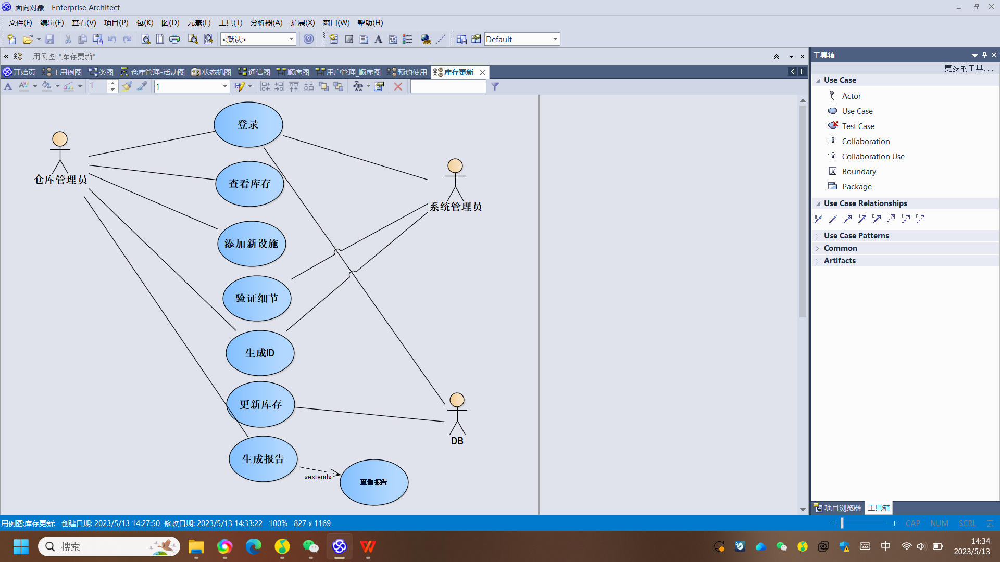 面向对象 - Enterprise Architect
文件(F) 编辑(E) 查看(V) 项目(P) 包(K) 图(D) 元素(L) 工具(T) 分析器(A) 扩展(X) 窗口(W) 帮助(H)
<默认>
Default
用例图: "库存更新"
工具箱
开始页 主用例图 类图 仓库管理-活动图 状态机图 通信图 顺序图 用户管理_顺序图 预约使用 库存更新
更多的工具...
1
1
Use Case
Actor
Use Case
Test Case
Collaboration
Collaboration Use
Boundary
Package
Use Case Relationships
Use Case Patterns
Common
Artifacts
登录
仓库管理员
查看库存
系统管理员
添加新设施
验证细节
生成ID
更新库存
DB
生成报告
«extend»
查看报告
项目浏览器 工具箱
用例图:库存更新: 创建日期: 2023/5/13 14:27:50 修改日期: 2023/5/13 14:33:22 100% 827 x 1169
CAP NUM SCRL 云
搜索
中
14:34
2023/5/13